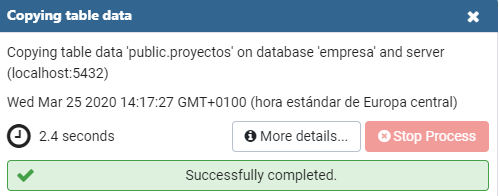 Copying table data
Copying table data 'public.proyectos' on database 'empresa' and server
(localhost:5432)
Wed Mar 25 2020 14:17:27 GMT+0100 (hora estándar de Europa central)
2.4 seconds
More details...
Stop Process
Successfully completed.